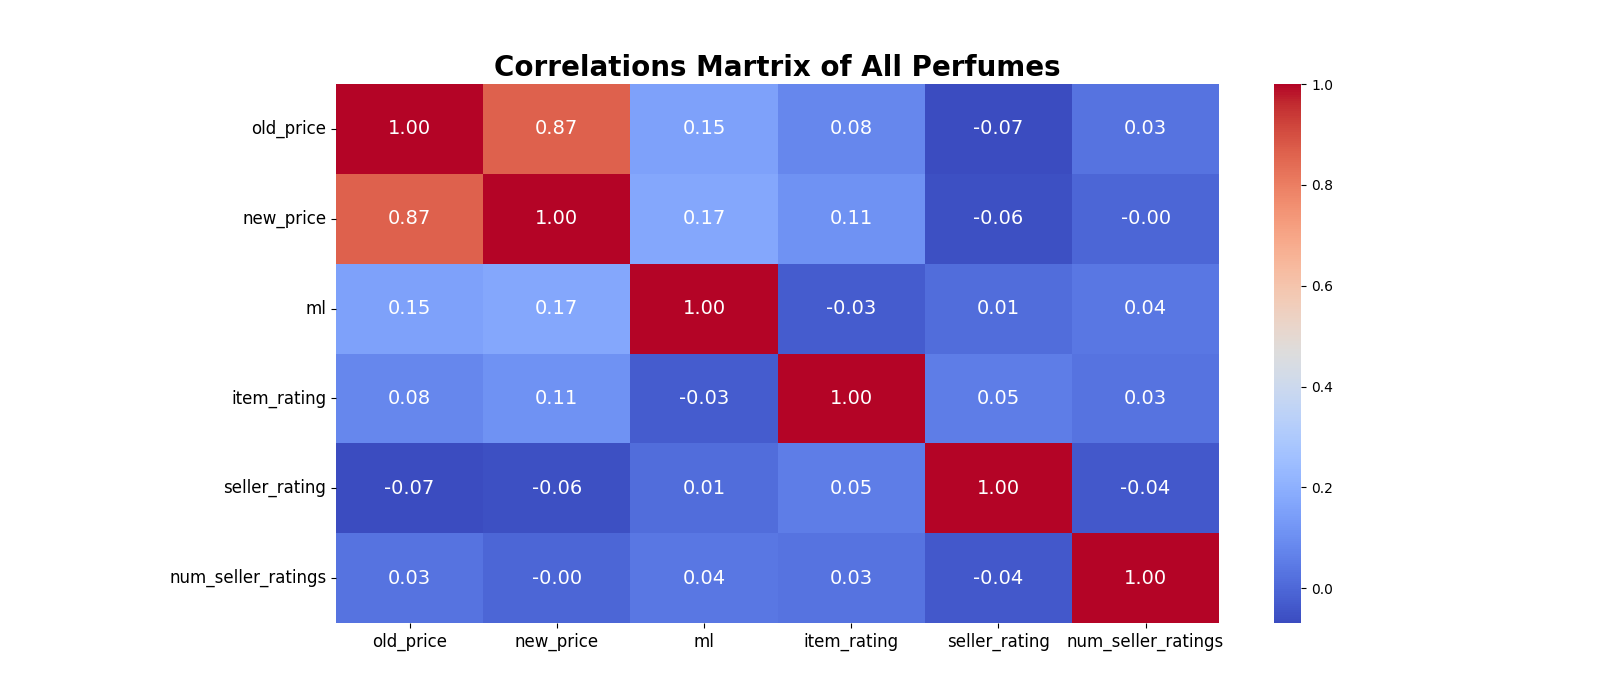 Correlations Martrix of All Perfumes
old_price 1.00 0.87 0.15 0.08 -0.07 0.03
new_price 0.87 1.00 0.17 0.11 -0.06 -0.00
ml 0.15 0.17 1.00 -0.03 0.01 0.04
item_rating 0.08 0.11 -0.03 1.00 0.05 0.03
seller_rating -0.07 -0.06 0.01 0.05 1.00 -0.04
num_seller_ratings 0.03 -0.00 0.04 0.03 -0.04 1.00
old_price new_price ml item_rating seller_rating num_seller_ratings
1.0
0.8
0.6
0.4
0.2
0.0